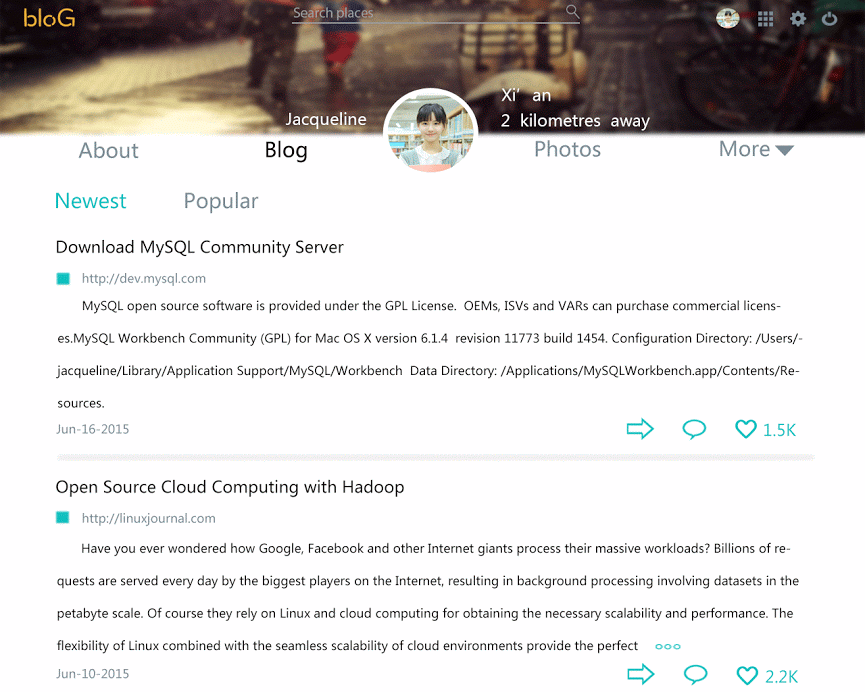 bloG
Search places
Jacqueline
Xi' an
2 kilometres away
About
Blog
Photos
More
Newest
Popular
Download MySQL Community Server
http://dev.mysql.com
MySQL open source software is provided under the GPL License. OEMs, ISVs and VARs can purchase commercial licens-
es.MySQL Workbench Community (GPL) for Mac OS X version 6.1.4 revision 11773 build 1454. Configuration Directory: /Users/-
jacqueline/Library/Application Support/MySQL/Workbench Data Directory: /Applications/MySQLWorkbench.app/Contents/Re-
sources.
Jun-16-2015
1.5K
Open Source Cloud Computing with Hadoop
http://linuxjournal.com
Have you ever wondered how Google, Facebook and other Internet giants process their massive workloads? Billions of re-
quests are served every day by the biggest players on the Internet, resulting in background processing involving datasets in the
petabyte scale. Of course they rely on Linux and cloud computing for obtaining the necessary scalability and performance. The
flexibility of Linux combined with the seamless scalability of cloud environments provide the perfect
Jun-10-2015
2.2K